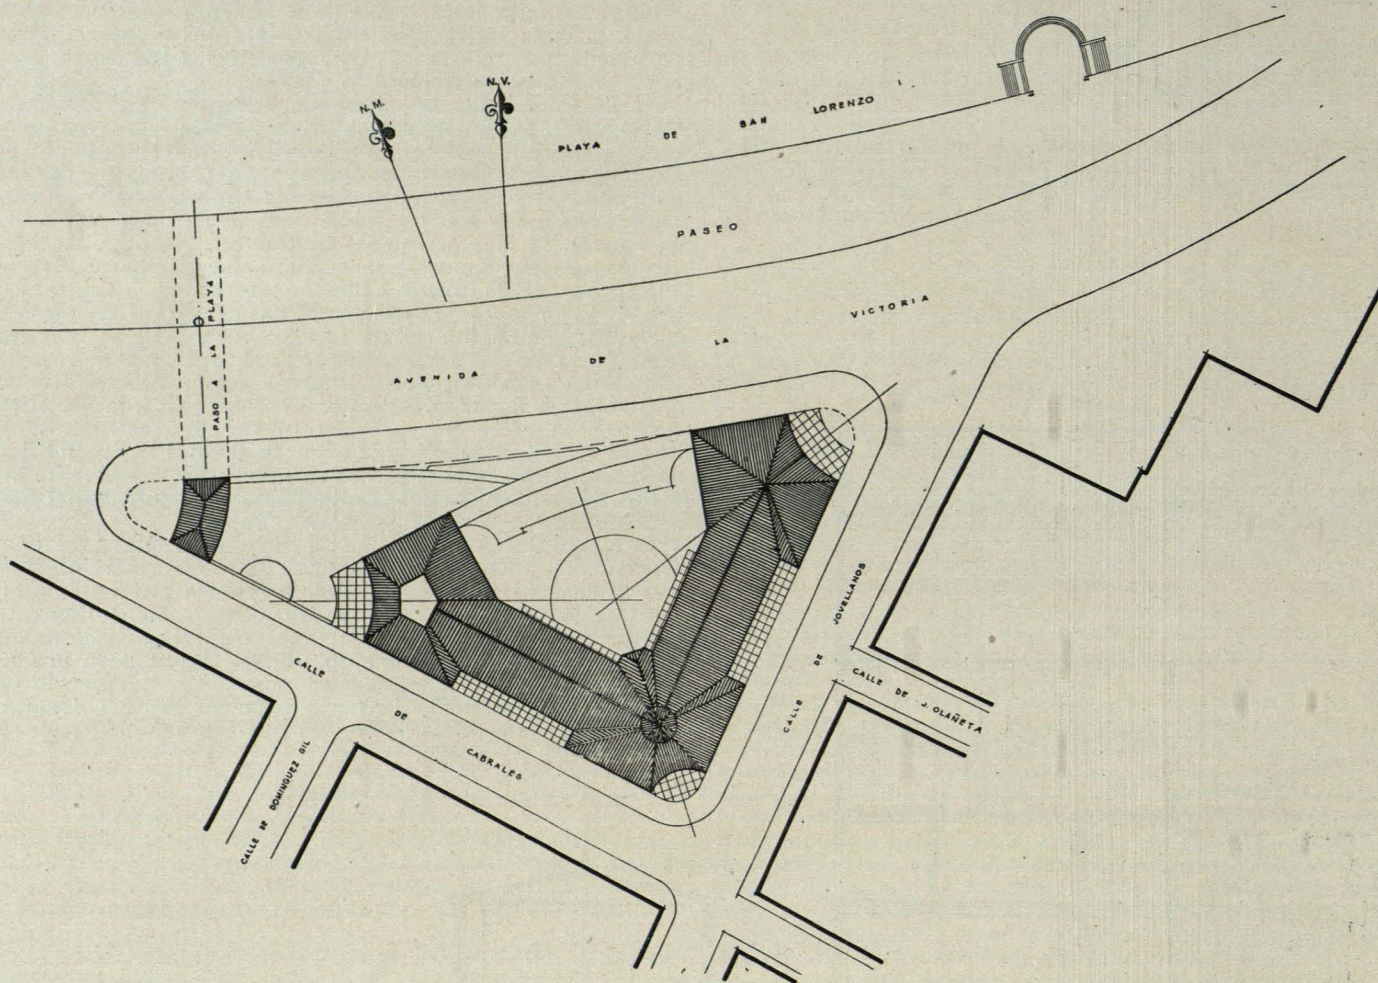 N. V.
N. M.
PLAYA DE SAN LORENZO
PASEO
PASO A LA PLAYA
AVENIDA DE LA VICTORIA
CALLE DE JOVELLANOS
CALLE DE J. OLAÑETA
CALLE DE CABRALES
CALLE DE DOMINGUEZ GIL